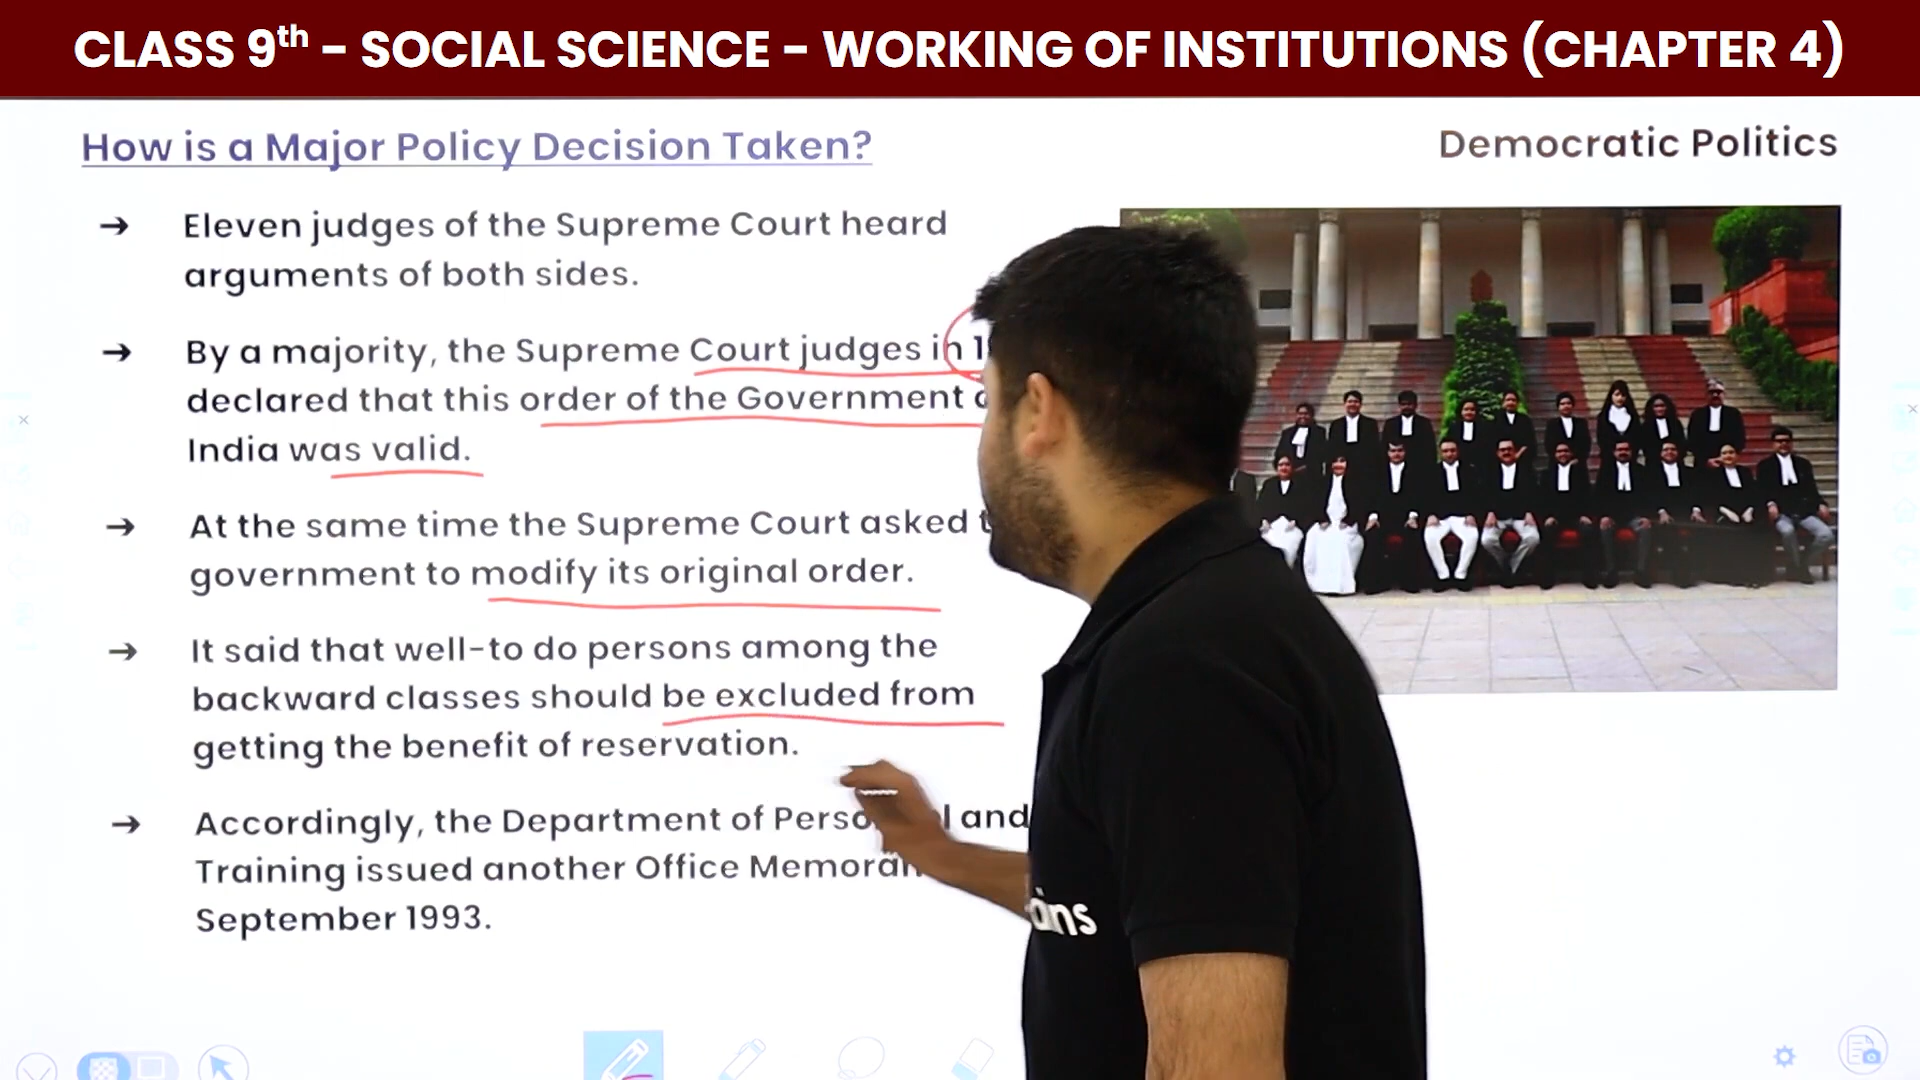 CLASS 9th – SOCIAL SCIENCE – WORKING OF INSTITUTIONS (CHAPTER 4)
How is a Major Policy Decision Taken?
Democratic Politics
→ Eleven judges of the Supreme Court heard
arguments of both sides.
→ By a majority, the Supreme Court judges in
declared that this order of the Government
India was valid.
→ At the same time the Supreme Court asked
government to modify its original order.
→ It said that well-to do persons among the
backward classes should be excluded from
getting the benefit of reservation.
→ Accordingly, the Department of and
Training issued another Office
September 1993.